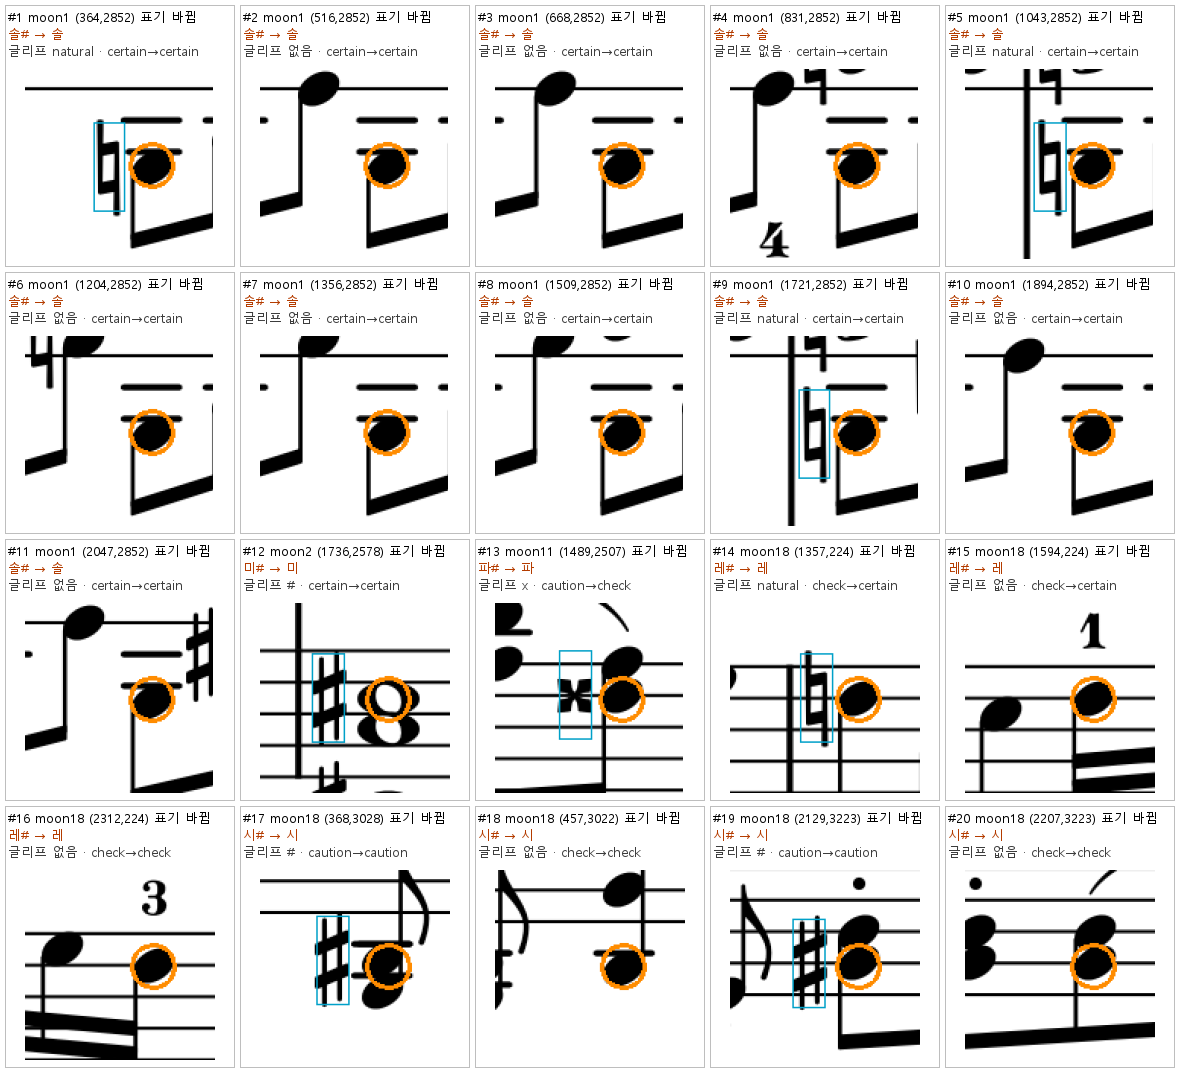 #1 moon1 (364,2852) 표기 바뀜
솔# → 솔
글리프 natural · certain→certain
#2 moon1 (516,2852) 표기 바뀜
솔# → 솔
글리프 없음 · certain→certain
#3 moon1 (668,2852) 표기 바뀜
솔# → 솔
글리프 없음 · certain→certain
#4 moon1 (831,2852) 표기 바뀜
솔# → 솔
글리프 없음 · certain→certain
4
#5 moon1 (1043,2852) 표기 바뀜
솔# → 솔
글리프 natural · certain→certain
#6 moon1 (1204,2852) 표기 바뀜
솔# → 솔
글리프 없음 · certain→certain
#7 moon1 (1356,2852) 표기 바뀜
솔# → 솔
글리프 없음 · certain→certain
#8 moon1 (1509,2852) 표기 바뀜
솔# → 솔
글리프 없음 · certain→certain
#9 moon1 (1721,2852) 표기 바뀜
솔# → 솔
글리프 natural · certain→certain
#10 moon1 (1894,2852) 표기 바뀜
솔# → 솔
글리프 없음 · certain→certain
#11 moon1 (2047,2852) 표기 바뀜
솔# → 솔
글리프 없음 · certain→certain
#12 moon2 (1736,2578) 표기 바뀜
미# → 미
글리프 # · certain→certain
#13 moon11 (1489,2507) 표기 바뀜
파# → 파
글리프 x · caution→check
#14 moon18 (1357,224) 표기 바뀜
레# → 레
글리프 natural · check→certain
#15 moon18 (1594,224) 표기 바뀜
레# → 레
글리프 없음 · check→certain
1
#16 moon18 (2312,224) 표기 바뀜
레# → 레
글리프 없음 · check→check
3
#17 moon18 (368,3028) 표기 바뀜
시# → 시
글리프 # · caution→caution
#18 moon18 (457,3022) 표기 바뀜
시# → 시
글리프 없음 · check→check
#19 moon18 (2129,3223) 표기 바뀜
시# → 시
글리프 # · caution→caution
#20 moon18 (2207,3223) 표기 바뀜
시# → 시
글리프 없음 · check→check